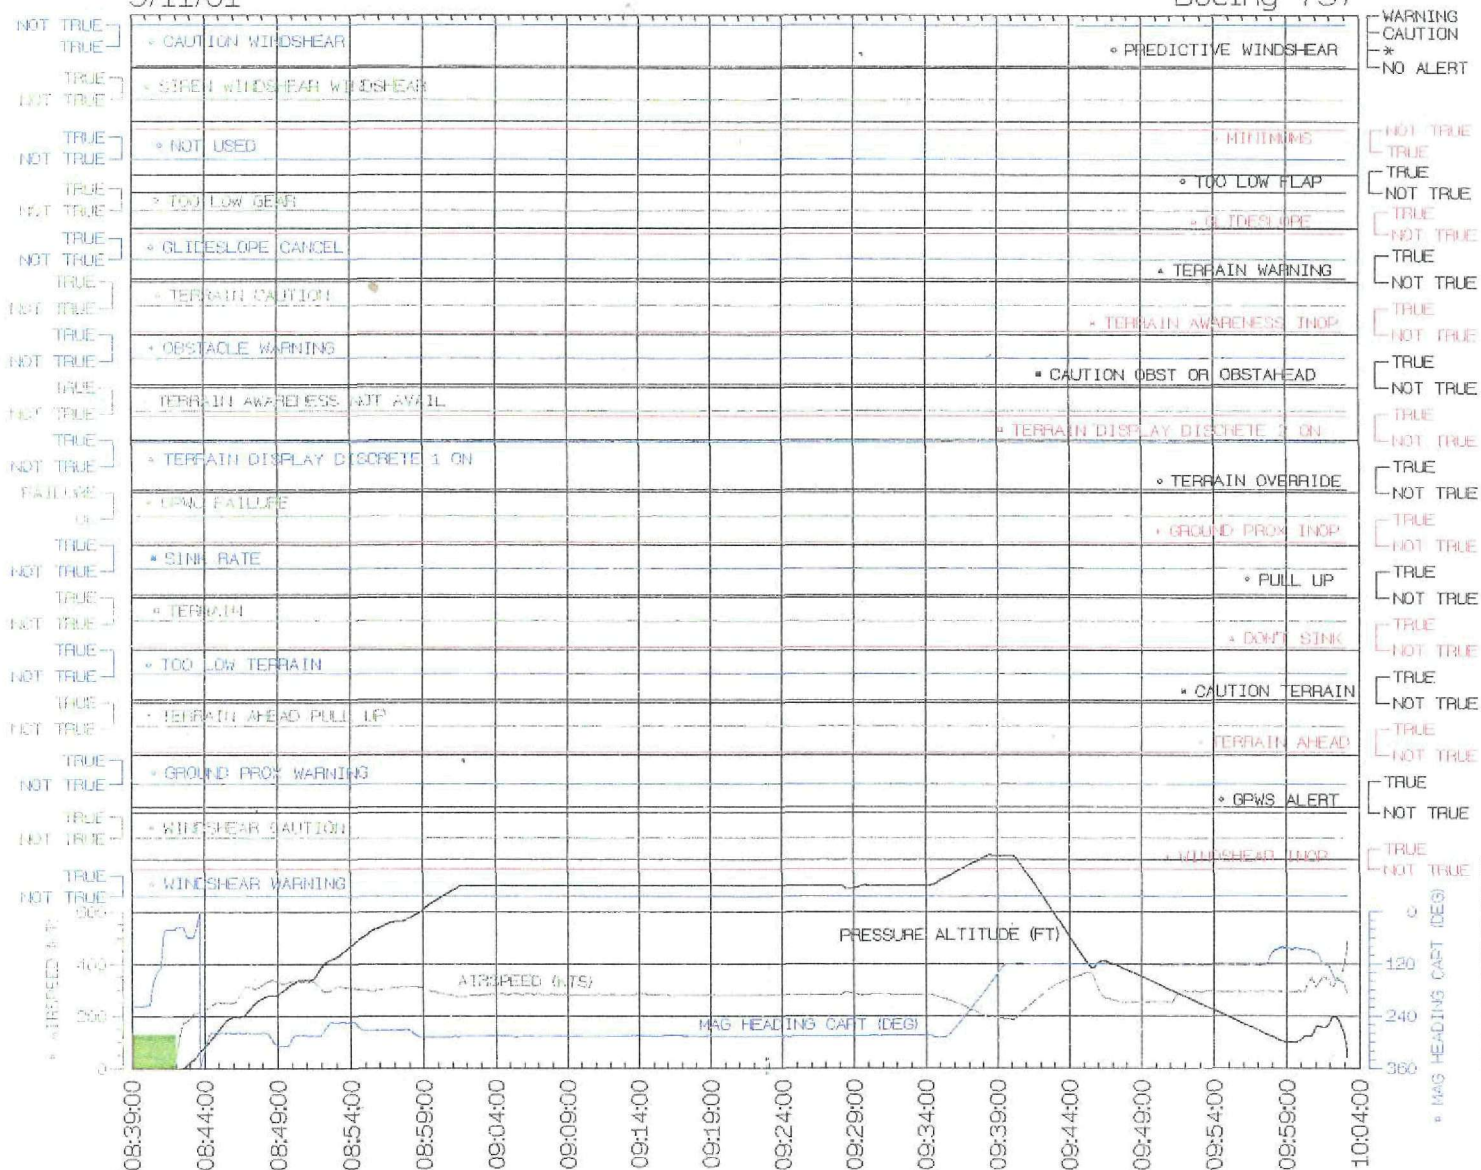 9/11/01
Boeing 757
NOT TRUE
TRUE
CAUTION WINDSHEAR
PREDICTIVE WINDSHEAR
WARNING
CAUTION
*
NO ALERT
TRUE
NOT TRUE
SIREN WINDSHEAR WINDSHEAR
TRUE
NOT TRUE
NOT USED
MINIMUMS
NOT TRUE
TRUE
TRUE
NOT TRUE
TOO LOW GEAR
TOO LOW FLAP
TRUE
NOT TRUE
GLIDESLOPE
TRUE
NOT TRUE
TRUE
NOT TRUE
GLIDESLOPE CANCEL
TERRAIN WARNING
TRUE
NOT TRUE
TRUE
NOT TRUE
TERRAIN CAUTION
TERRAIN AWARENESS INOP
TRUE
NOT TRUE
TRUE
NOT TRUE
OBSTACLE WARNING
CAUTION OBST OR OBSTAHEAD
TRUE
NOT TRUE
TRUE
NOT TRUE
TERRAIN AWARENESS NOT AVAIL
TERRAIN DISPLAY DISCRETE 2 ON
TRUE
NOT TRUE
TRUE
NOT TRUE
TERRAIN DISPLAY DISCRETE 1 ON
TERRAIN OVERRIDE
TRUE
NOT TRUE
FAILURE
GPWC FAILURE
GROUND PROX INOP
TRUE
NOT TRUE
TRUE
NOT TRUE
SINK RATE
PULL UP
TRUE
NOT TRUE
TRUE
NOT TRUE
TERRAIN
DON'T SINK
TRUE
NOT TRUE
TRUE
NOT TRUE
TOO LOW TERRAIN
CAUTION TERRAIN
TRUE
NOT TRUE
TRUE
NOT TRUE
TERRAIN AHEAD PULL UP
TERRAIN AHEAD
TRUE
NOT TRUE
TRUE
NOT TRUE
GROUND PROX WARNING
GPWS ALERT
TRUE
NOT TRUE
TRUE
NOT TRUE
WINDSHEAR CAUTION
WINDSHEAR INOP
TRUE
NOT TRUE
TRUE
NOT TRUE
WINDSHEAR WARNING
400
200
0
PRESSURE ALTITUDE (FT)
AIRSPEED (KTS)
MAG HEADING CAPT (DEG)
0
120
240
360
MAG HEADING CAPT (DEG)
08:39:00
08:44:00
08:49:00
08:54:00
08:59:00
09:04:00
09:09:00
09:14:00
09:19:00
09:24:00
09:29:00
09:34:00
09:39:00
09:44:00
09:49:00
09:54:00
09:59:00
10:04:00